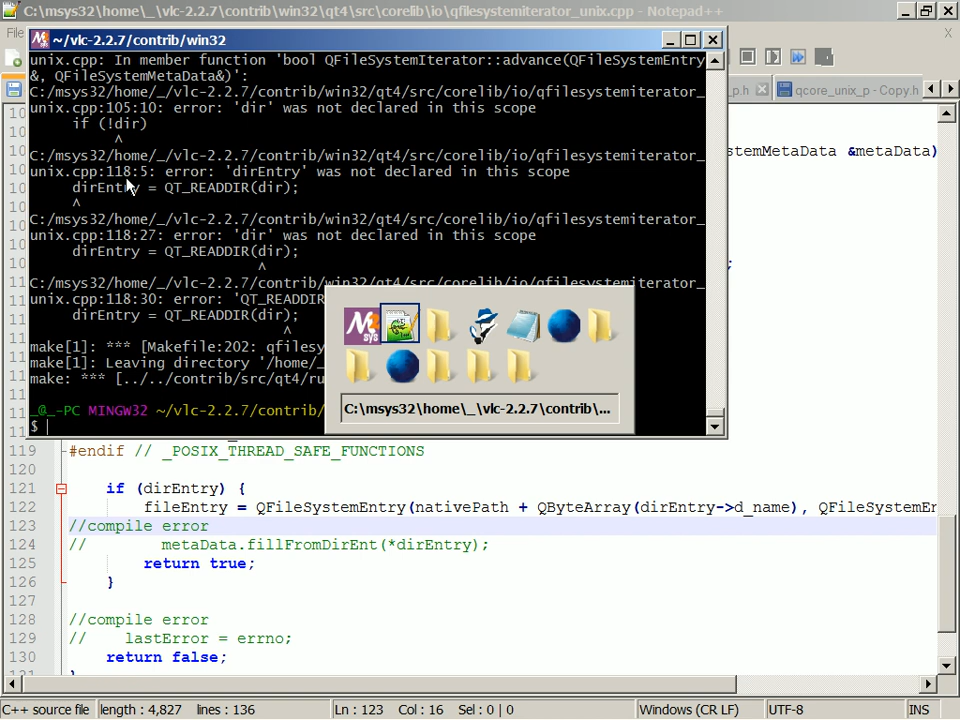 C:\msys32\home\_\vlc-2.2.7\contrib\win32\qt4\src\corelib\io\qfilesystemiterator_unix.cpp - Notepad++
File
X
~/vlc-2.2.7/contrib/win32
_p.h
qcore_unix_p - Copy.h
unix.cpp: In member function 'bool QFileSystemIterator::advance(QFileSystemEntry
&, QFileSystemMetaData&)':
C:/msys32/home/_/vlc-2.2.7/contrib/win32/qt4/src/corelib/io/qfilesystemiterator_
unix.cpp:105:10: error: 'dir' was not declared in this scope
if (!dir)
^
C:/msys32/home/_/vlc-2.2.7/contrib/win32/qt4/src/corelib/io/qfilesystemiterator_
unix.cpp:118:5: error: 'dirEntry' was not declared in this scope
dirEntry = QT_READDIR(dir);
^
C:/msys32/home/_/vlc-2.2.7/contrib/win32/qt4/src/corelib/io/qfilesystemiterator_
unix.cpp:118:27: error: 'dir' was not declared in this scope
dirEntry = QT_READDIR(dir);
^
C:/msys32/home/_/vlc-2.2.7/contrib/win32/qt4/src/corelib/io/qfilesystemiterator_
unix.cpp:118:30: error: 'QT_READDIR
dirEntry = QT_READDIR(dir);
^
make[1]: *** [Makefile:202: qfilesy
make[1]: Leaving directory '/home/_
make: *** [../../contrib/src/qt4/ru
_@_-PC MINGW32 ~/vlc-2.2.7/contrib/
$
stemMetaData &metaData)
;
C:\msys32\home\_\vlc-2.2.7\contrib\...
119 #endif // _POSIX_THREAD_SAFE_FUNCTIONS
120
121 if (dirEntry) {
122 fileEntry = QFileSystemEntry(nativePath + QByteArray(dirEntry->d_name), QFileSystemEn
123 //compile error
124 // metaData.fillFromDirEnt(*dirEntry);
125 return true;
126 }
127
128 //compile error
129 // lastError = errno;
130 return false;
C++ source file length : 4,827 lines : 136 Ln : 123 Col : 16 Sel : 0 | 0 Windows (CR LF) UTF-8 INS